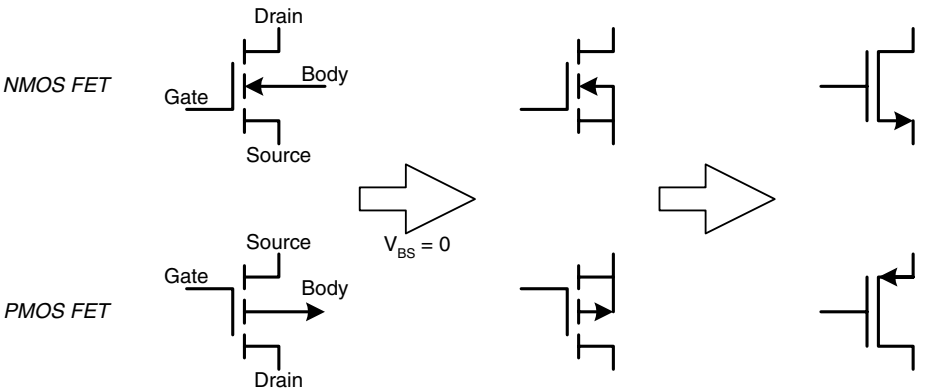 Drain
NMOS FET
Body
Gate
Source
V_BS = 0
Source
Gate
Body
PMOS FET
Drain